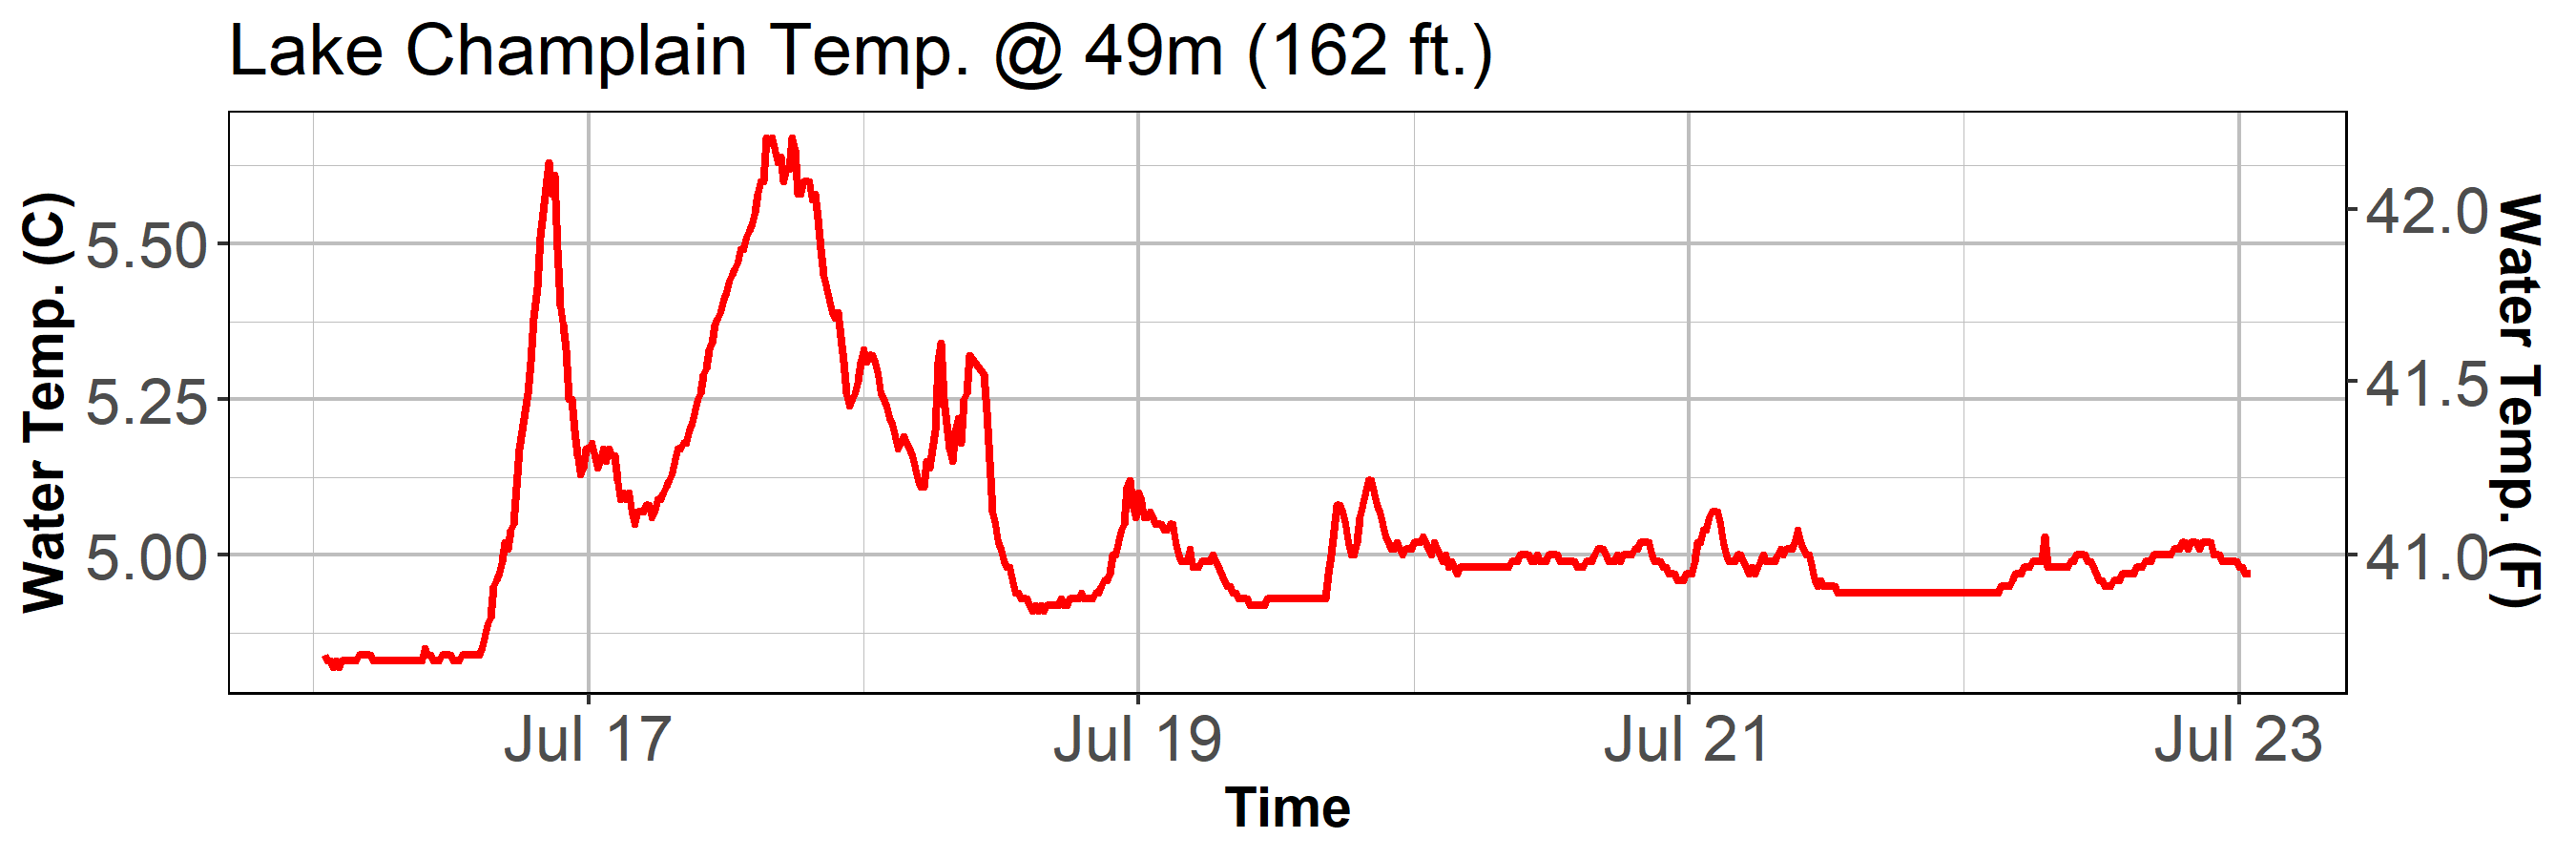 Lake Champlain Temp. @ 49m (162 ft.)
Water Temp. (C)
5.50
5.25
5.00
42.0
41.5
41.0
Water Temp. (F)
Jul 17
Jul 19
Jul 21
Jul 23
Time